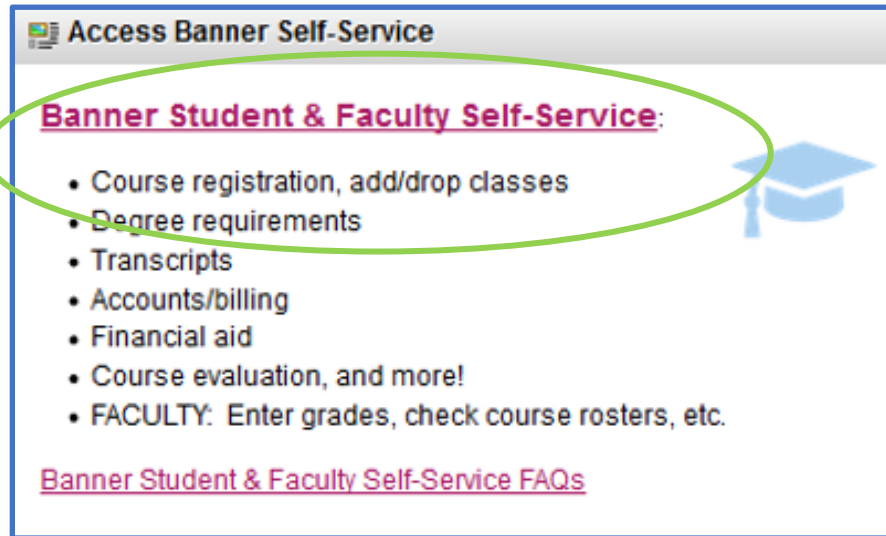 Access Banner Self-Service
Banner Student & Faculty Self-Service:
• Course registration, add/drop classes
• Degree requirements
• Transcripts
• Accounts/billing
• Financial aid
• Course evaluation, and more!
• FACULTY: Enter grades, check course rosters, etc.
Banner Student & Faculty Self-Service FAQs